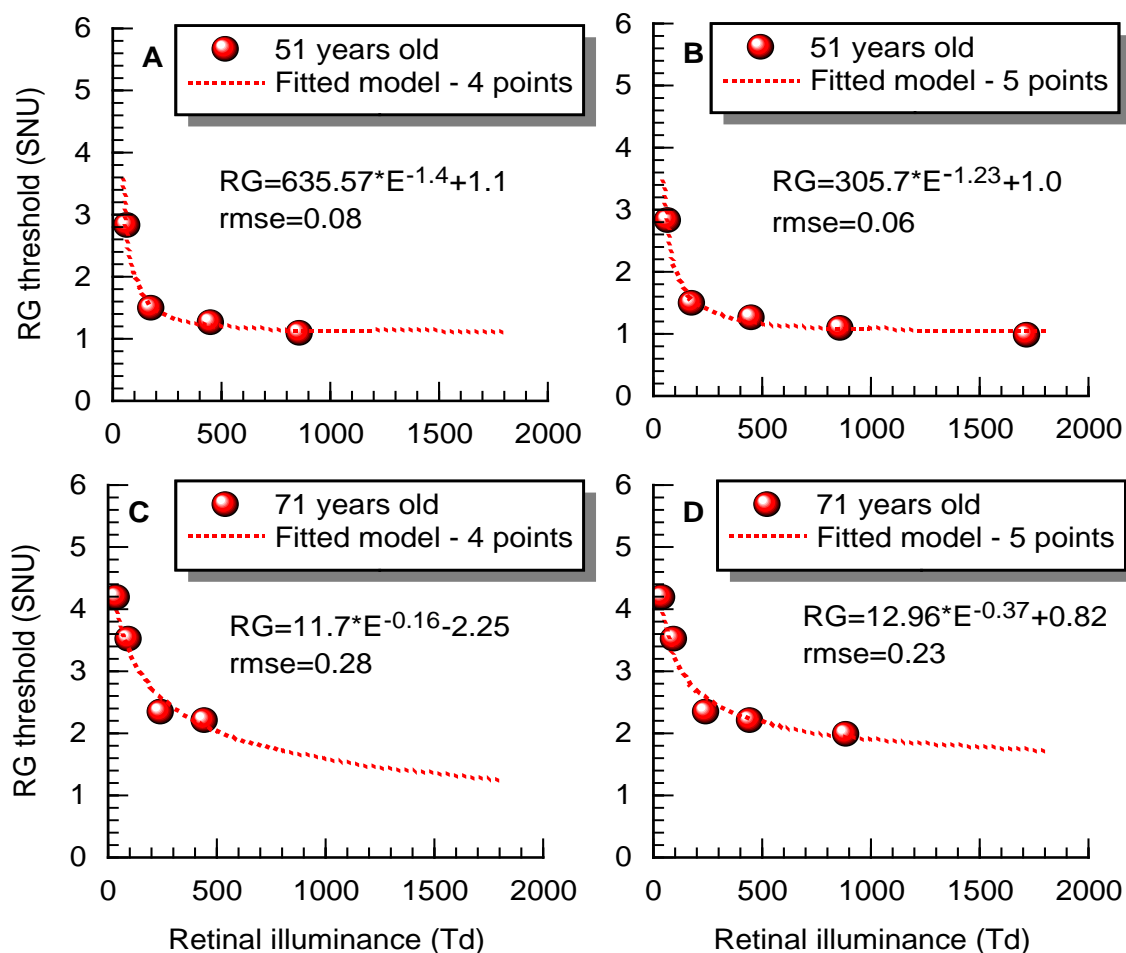 A
51 years old
Fitted model - 4 points
RG=635.57*E^-1.4+1.1
rmse=0.08
RG threshold (SNU)
6
5
4
3
2
1
0
0 500 1000 1500 2000
B
51 years old
Fitted model - 5 points
RG=305.7*E^-1.23+1.0
rmse=0.06
6
5
4
3
2
1
0
0 500 1000 1500 2000
C
71 years old
Fitted model - 4 points
RG=11.7*E^-0.16-2.25
rmse=0.28
RG threshold (SNU)
6
5
4
3
2
1
0
0 500 1000 1500 2000
Retinal illuminance (Td)
D
71 years old
Fitted model - 5 points
RG=12.96*E^-0.37+0.82
rmse=0.23
6
5
4
3
2
1
0
0 500 1000 1500 2000
Retinal illuminance (Td)